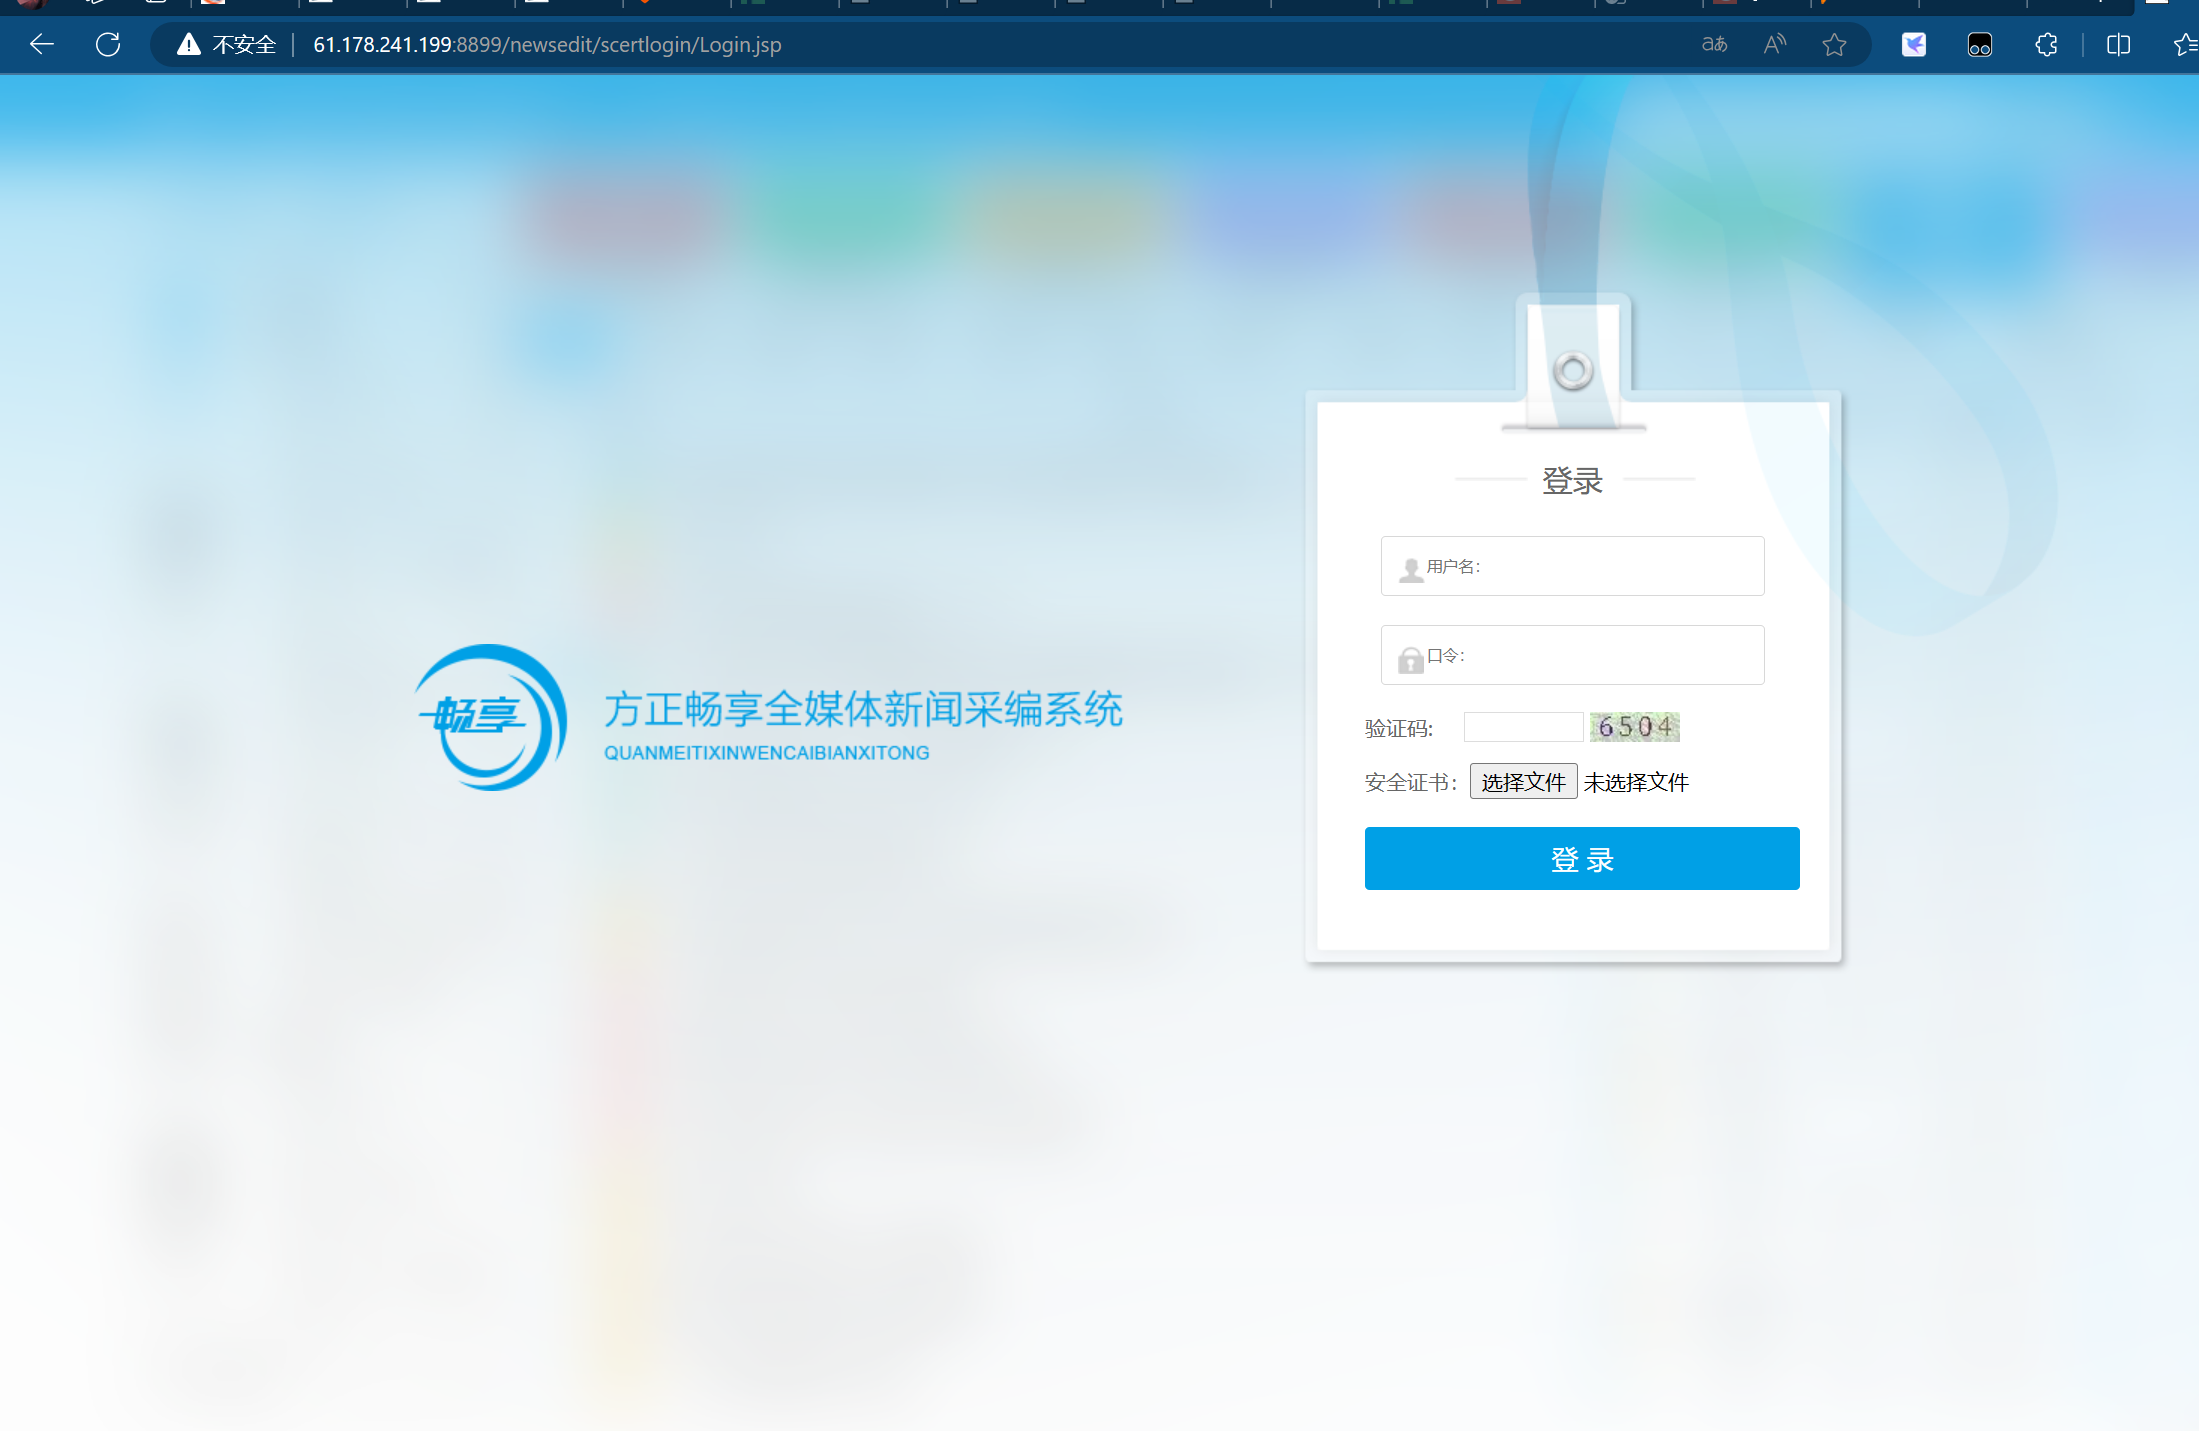 不安全 61.178.241.199:8899/newsedit/scertlogin/Login.jsp
登录
用户名：
口令：
畅享
方正畅享全媒体新闻采编系统
QUANMEITIXINWENCAIBIANXITONG
验证码: 6504
安全证书： 选择文件 未选择文件
登 录